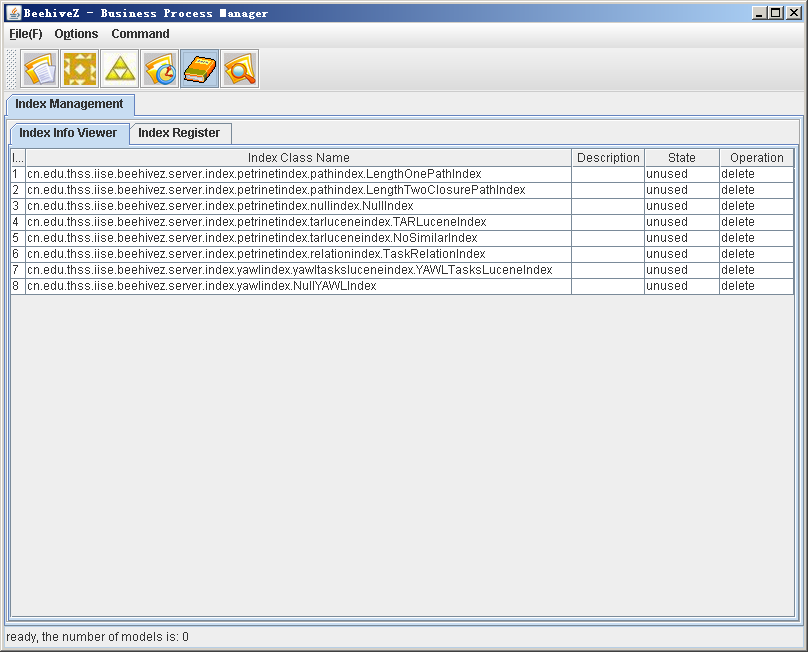 BeehiveZ - Business Process Manager
File(F) Options Command
Index Management
Index Info Viewer Index Register
I... Index Class Name Description State Operation
1 cn.edu.thss.iise.beehivez.server.index.petrinetindex.pathindex.LengthOnePathIndex unused delete
2 cn.edu.thss.iise.beehivez.server.index.petrinetindex.pathindex.LengthTwoClosurePathIndex unused delete
3 cn.edu.thss.iise.beehivez.server.index.petrinetindex.nullindex.NullIndex unused delete
4 cn.edu.thss.iise.beehivez.server.index.petrinetindex.tarluceneindex.TARLuceneIndex unused delete
5 cn.edu.thss.iise.beehivez.server.index.petrinetindex.tarluceneindex.NoSimilarIndex unused delete
6 cn.edu.thss.iise.beehivez.server.index.petrinetindex.relationindex.TaskRelationIndex unused delete
7 cn.edu.thss.iise.beehivez.server.index.yawlindex.yawltasksluceneindex.YAWLTasksLuceneIndex unused delete
8 cn.edu.thss.iise.beehivez.server.index.yawlindex.NullYAWLIndex unused delete
ready, the number of models is: 0